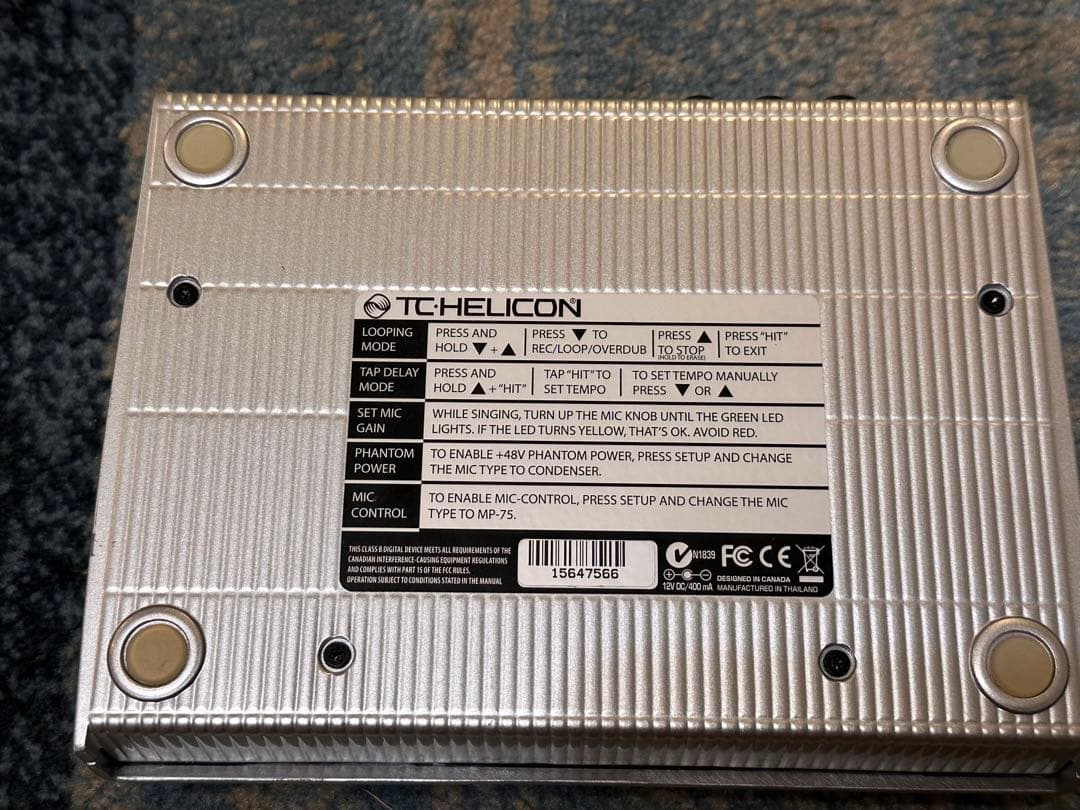 TC·HELICON®
LOOPING MODE
PRESS AND HOLD ▼ + ▲
PRESS ▼ TO REC/LOOP/OVERDUB
PRESS ▲ TO STOP (HOLD TO ERASE)
PRESS "HIT" TO EXIT
TAP DELAY MODE
PRESS AND HOLD ▲ + "HIT"
TAP "HIT" TO SET TEMPO
TO SET TEMPO MANUALLY PRESS ▼ OR ▲
SET MIC GAIN
WHILE SINGING, TURN UP THE MIC KNOB UNTIL THE GREEN LED
LIGHTS. IF THE LED TURNS YELLOW, THAT'S OK. AVOID RED.
PHANTOM POWER
TO ENABLE +48V PHANTOM POWER, PRESS SETUP AND CHANGE
THE MIC TYPE TO CONDENSER.
MIC CONTROL
TO ENABLE MIC-CONTROL, PRESS SETUP AND CHANGE THE MIC
TYPE TO MP-75.
THIS CLASS B DIGITAL DEVICE MEETS ALL REQUIREMENTS OF THE
CANADIAN INTERFERENCE-CAUSING EQUIPMENT REGULATIONS
AND COMPLIES WITH PART 15 OF THE FCC RULES.
OPERATION SUBJECT TO CONDITIONS STATED IN THE MANUAL
15647566
N1839 FC CE
12V DC/400 mA
DESIGNED IN CANADA
MANUFACTURED IN THAILAND